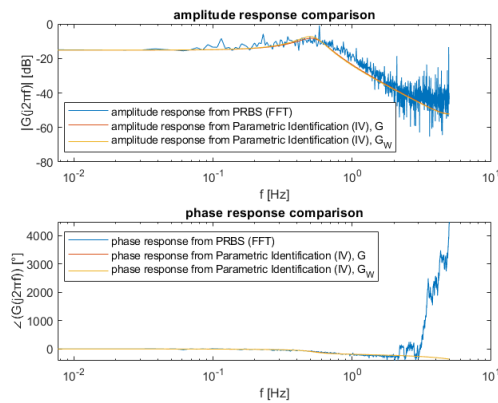 amplitude response comparison
0
-20
-40
-60
-80
|G(j2πf)| [dB]
amplitude response from PRBS (FFT)
amplitude response from Parametric Identification (IV), G
amplitude response from Parametric Identification (IV), G_W
10^-2
10^-1
10^0
10^1
f [Hz]
phase response comparison
4000
3000
2000
1000
0
∠(G(j2πf)) [°]
phase response from PRBS (FFT)
phase response from Parametric Identification (IV), G
phase response from Parametric Identification (IV), G_W
10^-2
10^-1
10^0
10^1
f [Hz]